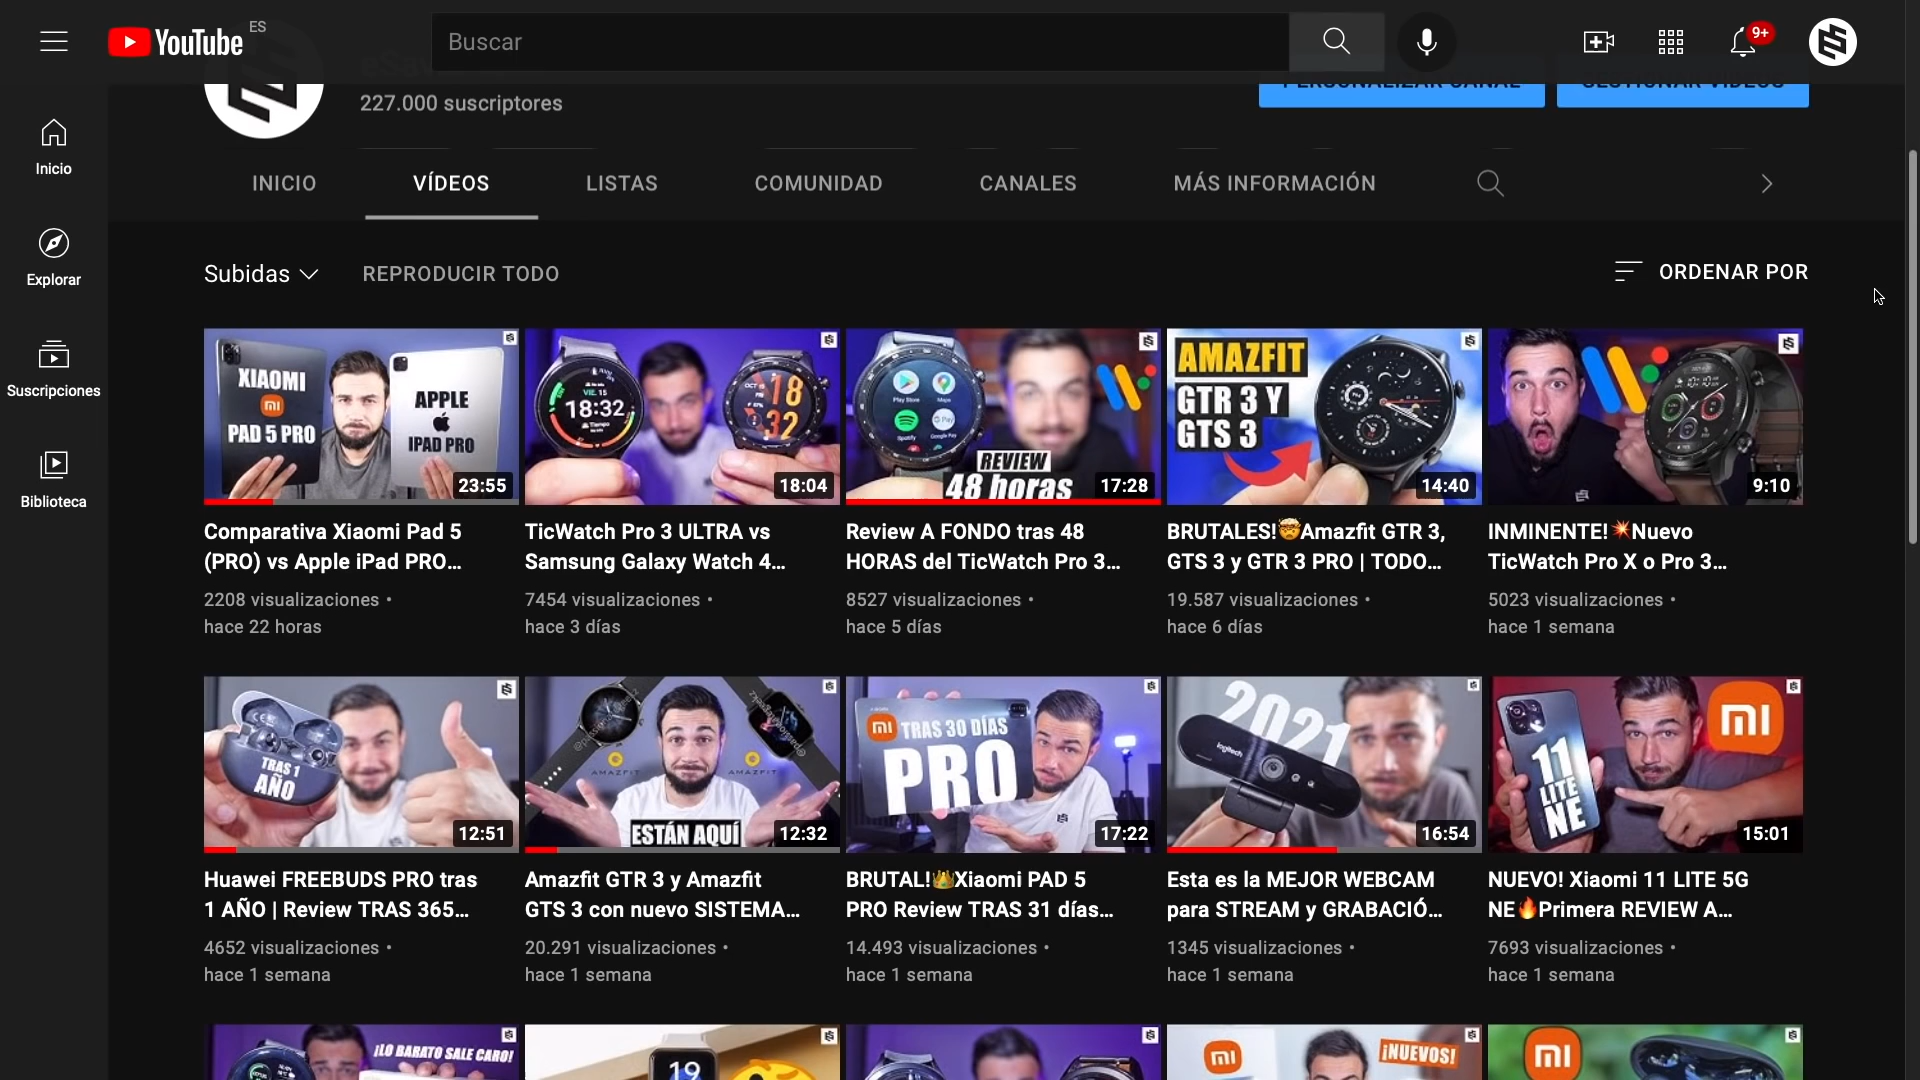 YouTube ES
Buscar
9+
227.000 suscriptores
INICIO VÍDEOS LISTAS COMUNIDAD CANALES MÁS INFORMACIÓN
Inicio
Explorar
Suscripciones
Biblioteca
Subidas REPRODUCIR TODO ORDENAR POR
XIAOMI
PAD 5 PRO
APPLE
IPAD PRO
23:55
18:32
18
32
18:04
Play Store Maps
Spotify Google Pay
REVIEW
48 horas
17:28
AMAZFIT
GTR 3 Y
GTS 3
14:40
9:10
Comparativa Xiaomi Pad 5
(PRO) vs Apple iPad PRO...
2208 visualizaciones •
hace 22 horas
TicWatch Pro 3 ULTRA vs
Samsung Galaxy Watch 4...
7454 visualizaciones •
hace 3 días
Review A FONDO tras 48
HORAS del TicWatch Pro 3...
8527 visualizaciones •
hace 5 días
BRUTALES!🤯Amazfit GTR 3,
GTS 3 y GTR 3 PRO | TODO...
19.587 visualizaciones •
hace 6 días
INMINENTE!💥Nuevo
TicWatch Pro X o Pro 3...
5023 visualizaciones •
hace 1 semana
TRAS 1
AÑO
12:51
AMAZFIT AMAZFIT
ESTÁN AQUÍ
12:32
TRAS 30 DÍAS
PRO
17:22
2021
logitech
16:54
11
LITE
NE
15:01
Huawei FREEBUDS PRO tras
1 AÑO | Review TRAS 365...
4652 visualizaciones •
hace 1 semana
Amazfit GTR 3 y Amazfit
GTS 3 con nuevo SISTEMA...
20.291 visualizaciones •
hace 1 semana
BRUTAL!👑Xiaomi PAD 5
PRO Review TRAS 31 días...
14.493 visualizaciones •
hace 1 semana
Esta es la MEJOR WEBCAM
para STREAM y GRABACIÓ...
1345 visualizaciones •
hace 1 semana
NUEVO! Xiaomi 11 LITE 5G
NE🔥Primera REVIEW A...
7693 visualizaciones •
hace 1 semana
¡LO BARATO SALE CARO!
19
¡NUEVOS!